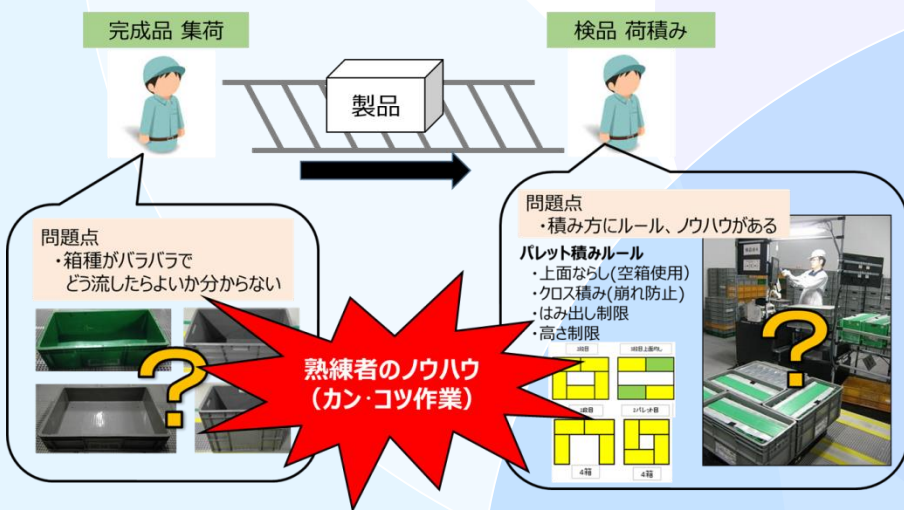 完成品 集荷
検品 荷積み
製品
問題点
・箱種がバラバラで
どう流したらよいか分からない
?
熟練者のノウハウ
(カン・コツ作業)
問題点
・積み方にルール、ノウハウがある
パレット積みルール
・上面ならし(空箱使用)
・クロス積み(崩れ防止)
・はみ出し制限
・高さ制限
4箱
4箱
?